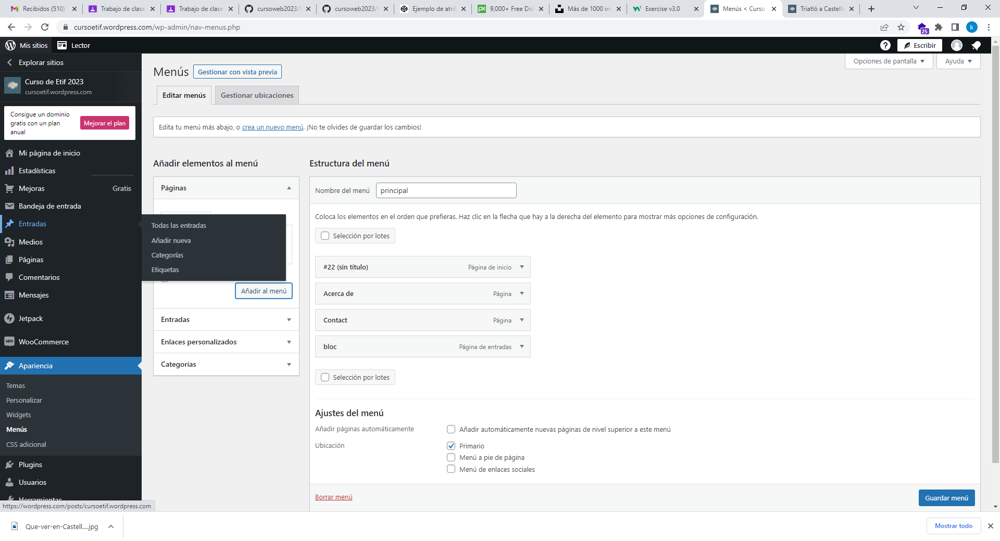 Recibidos (510)
Trabajo de clase
Trabajo de clase
cursoweb2023/
cursoweb2023/
Ejemplo de atrib
9,000+ Free Dis
Más de 1000 im
Exercise v3.0
Menús < Curso
Triatló a Castell
cursoetif.wordpress.com/wp-admin/nav-menus.php
25
k
Mis sitios
Lector
Escribir
Explorar sitios
Curso de Etif 2023
cursoetif.wordpress.com
Consigue un dominio
gratis con un plan
anual
Mejorar el plan
Mi página de inicio
Estadísticas
Mejoras
Gratis
Bandeja de entrada
Entradas
Medios
Páginas
Comentarios
Mensajes
Jetpack
WooCommerce
Apariencia
Temas
Personalizar
Widgets
Menús
CSS adicional
Plugins
Usuarios
Herramientas
https://wordpress.com/posts/cursoetif.wordpress.com
Todas las entradas
Añadir nueva
Categorías
Etiquetas
Menús
Gestionar con vista previa
Opciones de pantalla
Ayuda
Editar menús
Gestionar ubicaciones
Edita tu menú más abajo, o crea un nuevo menú. ¡No te olvides de guardar los cambios!
Añadir elementos al menú
Páginas
Añadir al menú
Entradas
Enlaces personalizados
Categorías
Estructura del menú
Nombre del menú
principal
Coloca los elementos en el orden que prefieras. Haz clic en la flecha que hay a la derecha del elemento para mostrar más opciones de configuración.
Selección por lotes
#22 (sin título)
Página de inicio
Acerca de
Página
Contact
Página
bloc
Página de entradas
Selección por lotes
Ajustes del menú
Añadir páginas automáticamente
Añadir automáticamente nuevas páginas de nivel superior a este menú
Ubicación
Primario
Menú a pie de página
Menú de enlaces sociales
Borrar menú
Guardar menú
Que-ver-en-Castell....jpg
Mostrar todo